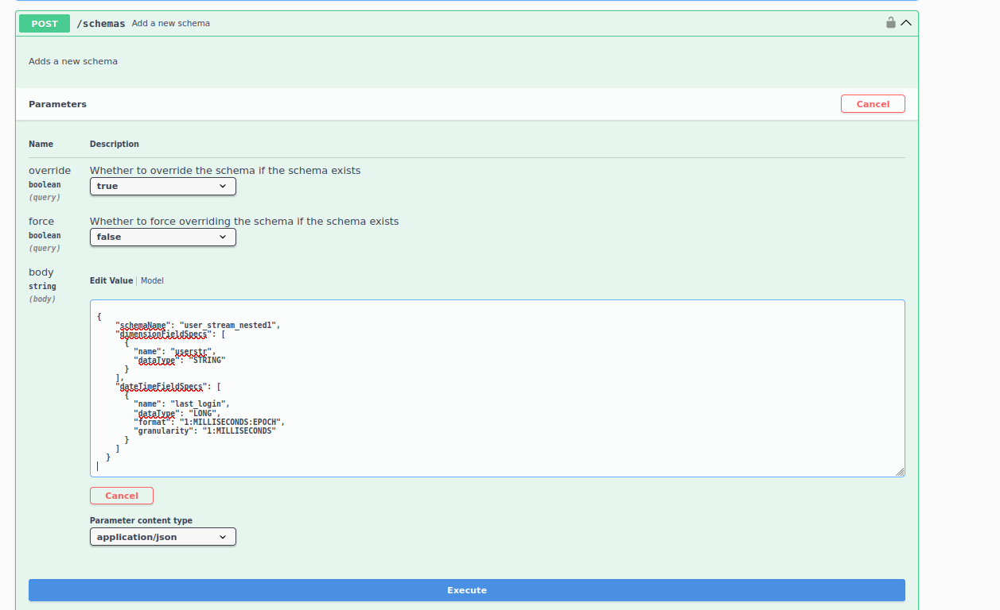 POST /schemas Add a new schema
Adds a new schema
Parameters Cancel
Name Description
override Whether to override the schema if the schema exists
boolean true
(query)
force Whether to force overriding the schema if the schema exists
boolean false
(query)
body
string Edit Value | Model
(body)
{
    "schemaName": "user_stream_nested1",
    "dimensionFieldSpecs": [
      {
        "name": "userstr",
        "dataType": "STRING"
      }
    ],
    "dateTimeFieldSpecs": [
      {
        "name": "last_login",
        "dataType": "LONG",
        "format": "1:MILLISECONDS:EPOCH",
        "granularity": "1:MILLISECONDS"
      }
    ]
  }
Cancel
Parameter content type
application/json
Execute